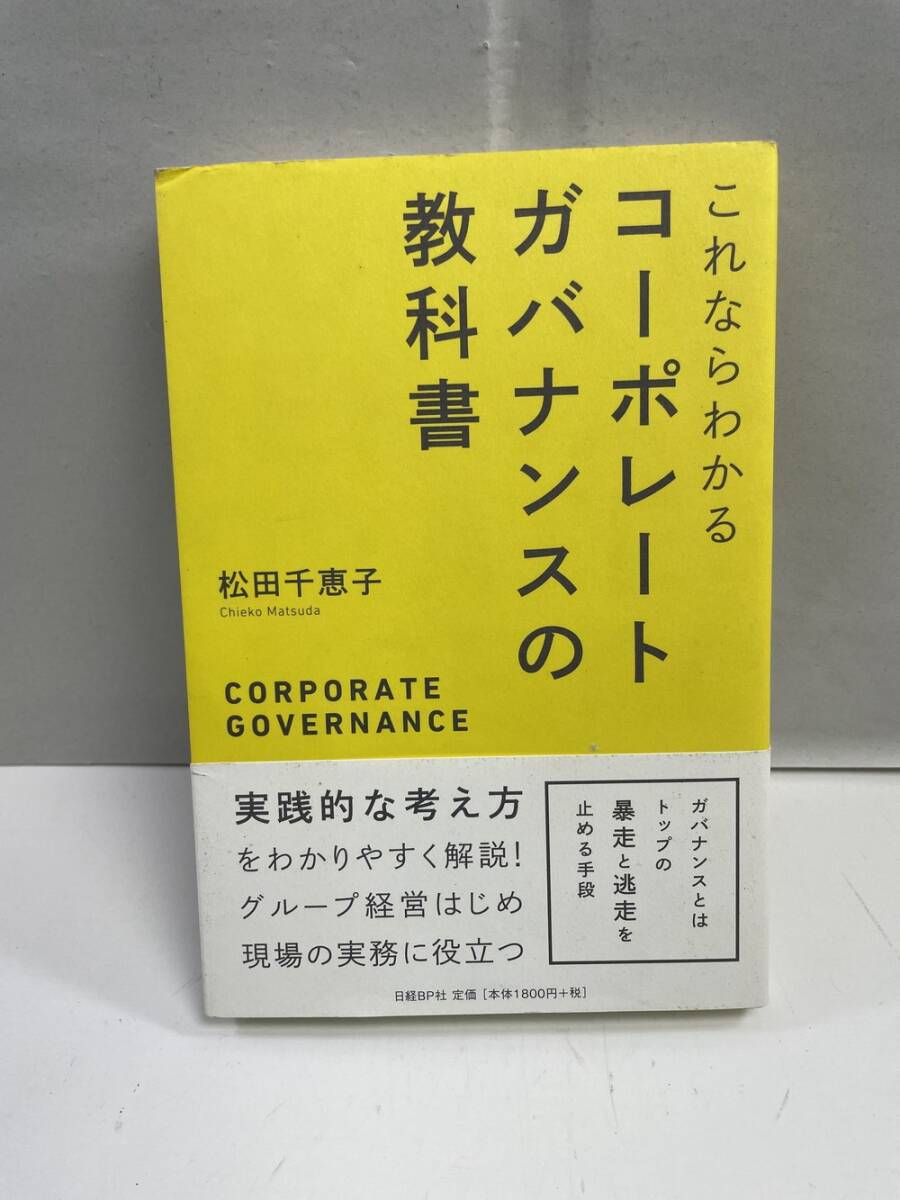 これならわかる
コーポレート
ガバナンスの
教科書
松田千恵子
Chieko Matsuda
CORPORATE
GOVERNANCE
実践的な考え方
をわかりやすく解説!
グループ経営はじめ
現場の実務に役立つ
ガバナンスとは
トップの
暴走と逃走を
止める手段
日経BP社 定価[本体1800円+税]